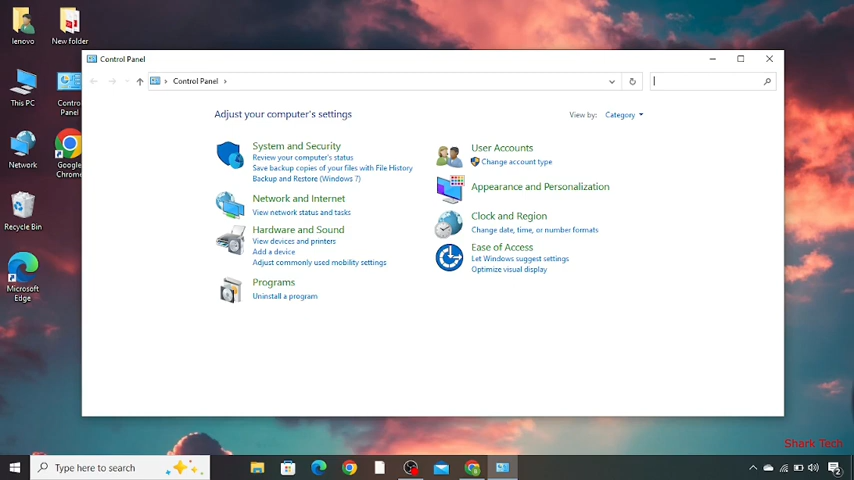 lenovo
New folder
This PC
Control
Panel
Network
Google
Chrome
Recycle Bin
Microsoft
Edge
Control Panel
Control Panel
Adjust your computer's settings
View by: Category
System and Security
Review your computer's status
Save backup copies of your files with File History
Backup and Restore (Windows 7)
Network and Internet
View network status and tasks
Hardware and Sound
View devices and printers
Add a device
Adjust commonly used mobility settings
Programs
Uninstall a program
User Accounts
Change account type
Appearance and Personalization
Clock and Region
Change date, time, or number formats
Ease of Access
Let Windows suggest settings
Optimize visual display
Shark Tech
Type here to search
2